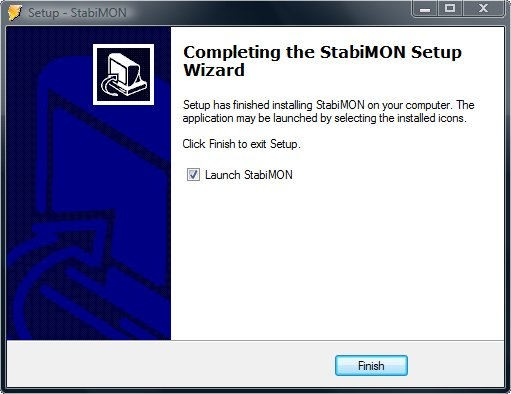 Setup - StabiMON
Completing the StabiMON Setup
Wizard
Setup has finished installing StabiMON on your computer. The
application may be launched by selecting the installed icons.
Click Finish to exit Setup.
Launch StabiMON
Finish